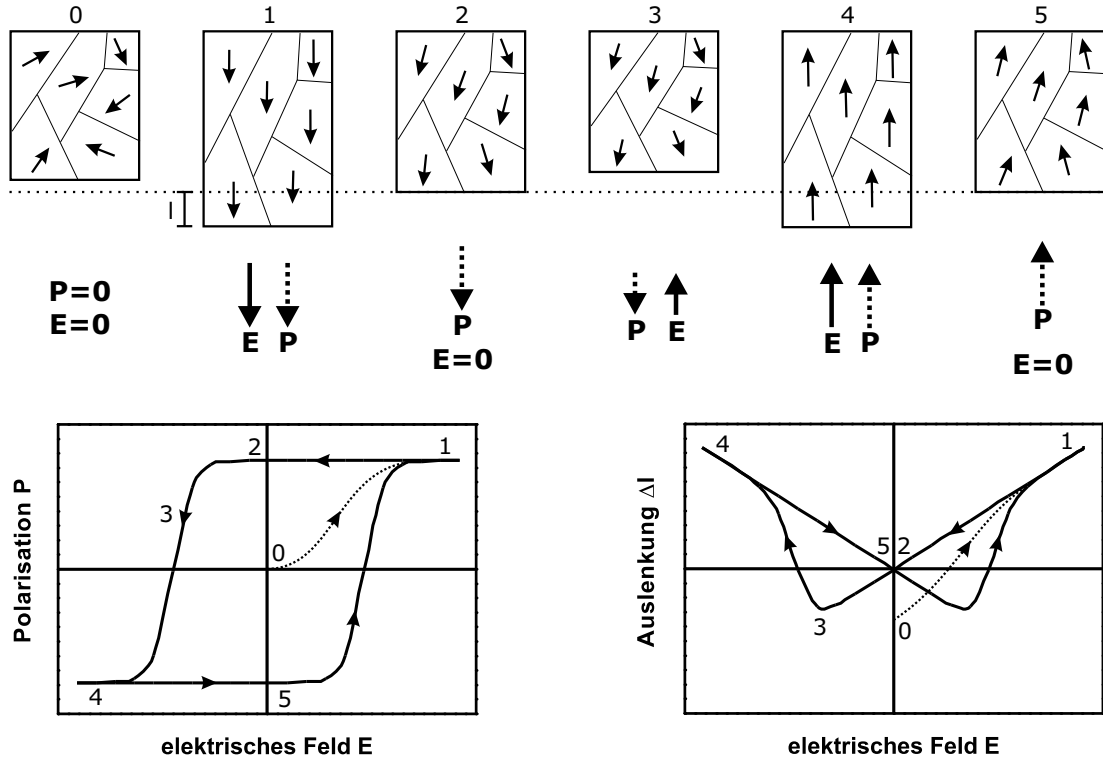 0
1
2
3
4
5
l
P=0
E=0
E P
P
E=0
P E
E P
P
E=0
Polarisation P
2
1
3
0
4
5
elektrisches Feld E
Auslenkung Δl
4
1
5 2
3
0
elektrisches Feld E